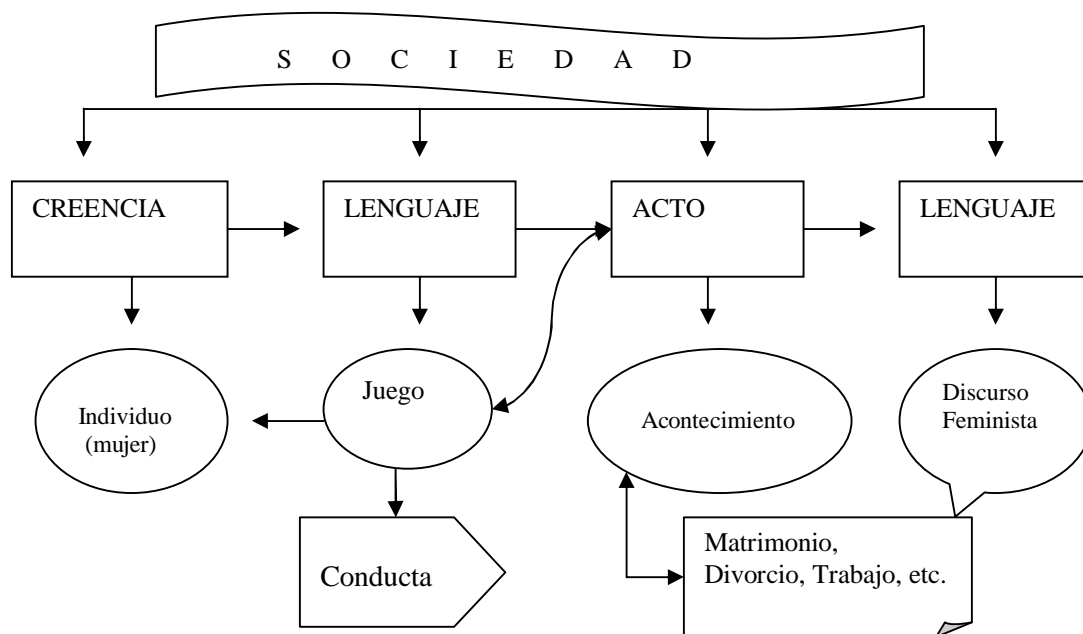 S O C I E D A D
CREENCIA
LENGUAJE
ACTO
LENGUAJE
Individuo
(mujer)
Juego
Acontecimiento
Discurso
Feminista
Conducta
Matrimonio,
Divorcio, Trabajo, etc.